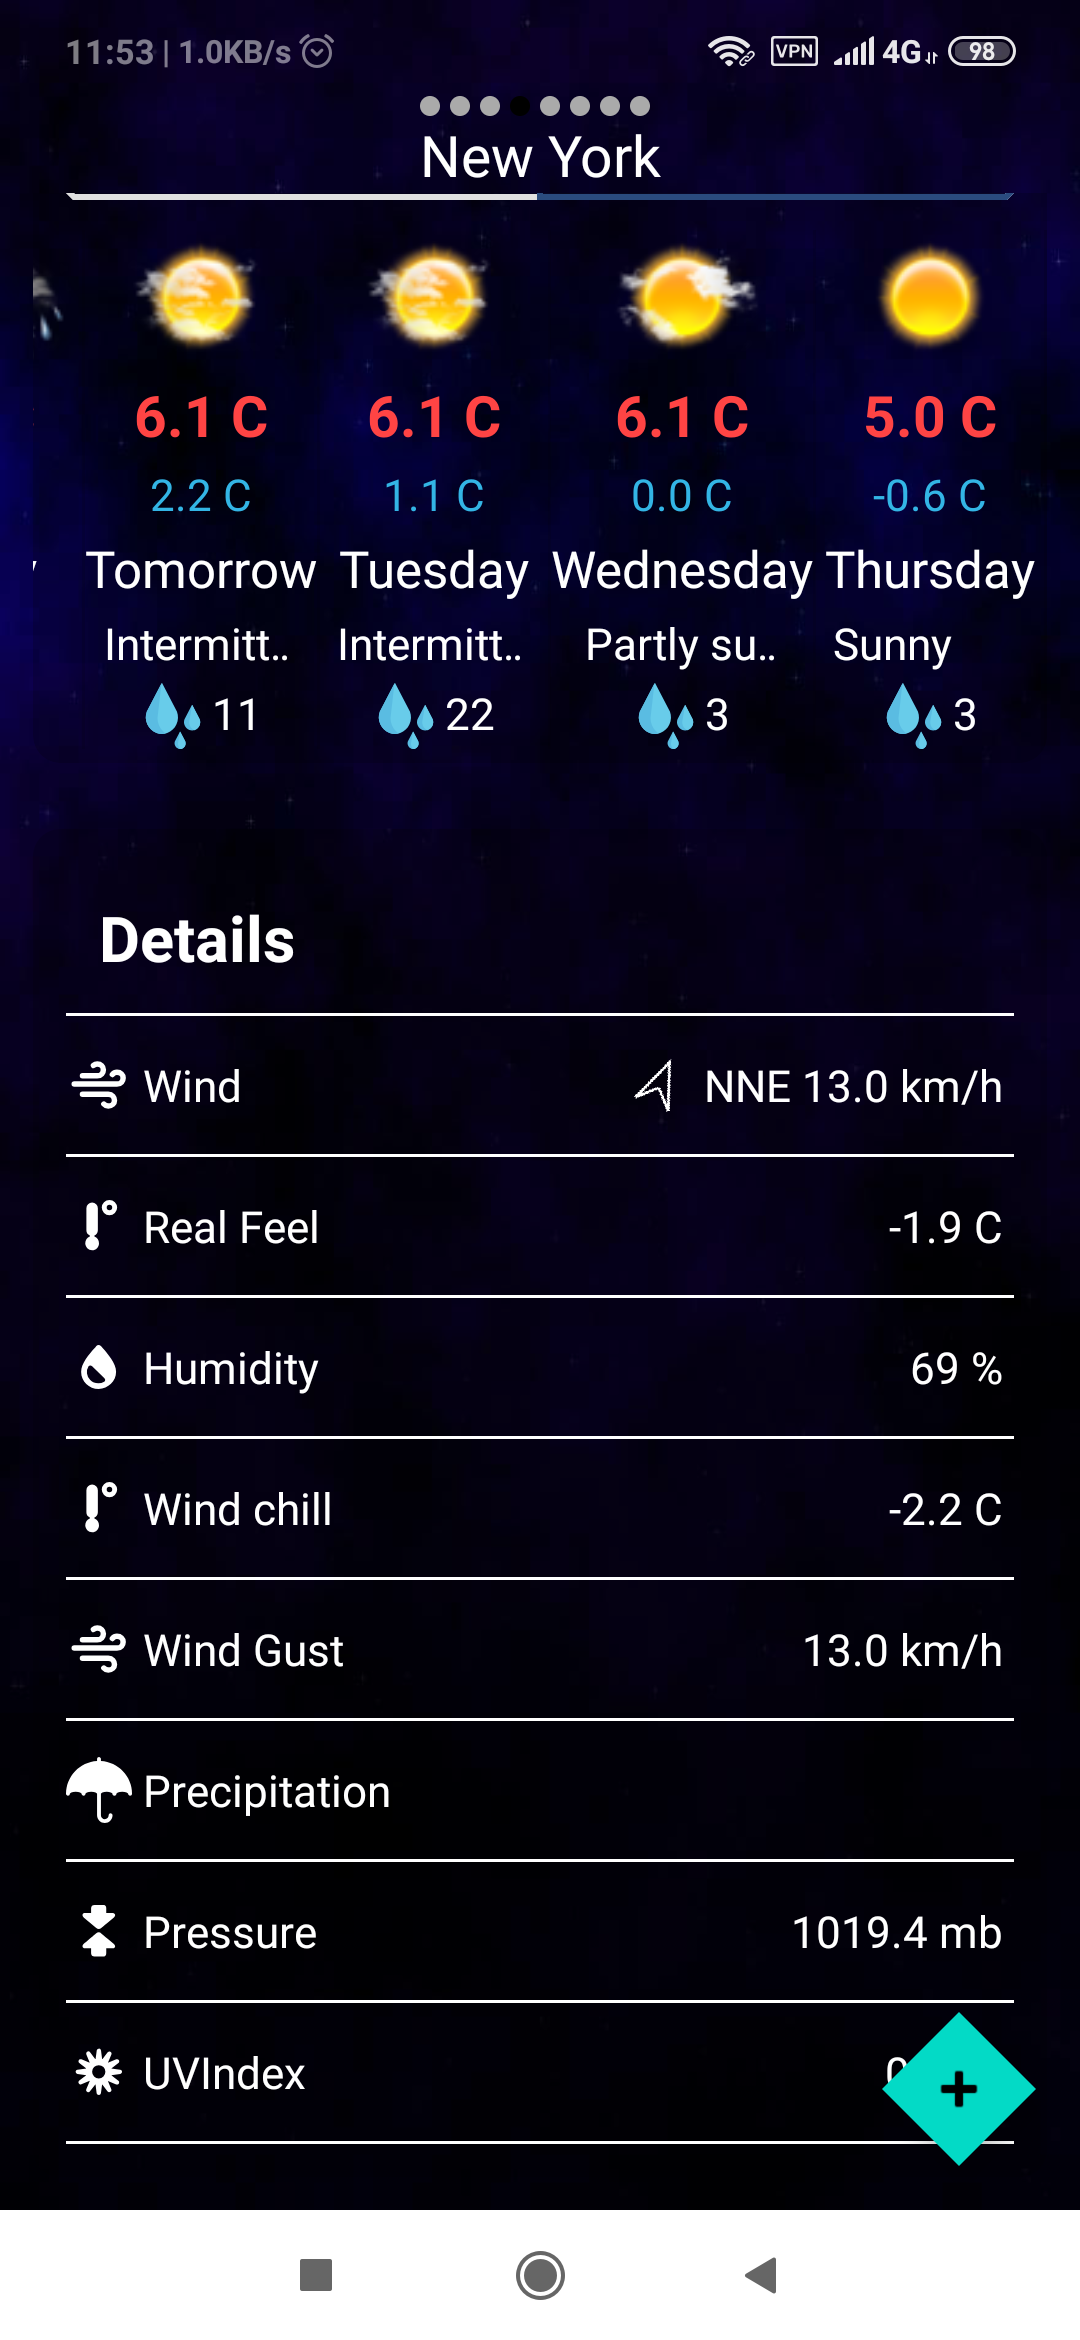 11:53 | 1.0KB/s VPN 4G 98
New York
6.1 C 6.1 C 6.1 C 5.0 C
2.2 C 1.1 C 0.0 C -0.6 C
Tomorrow Tuesday Wednesday Thursday
Intermitt.. Intermitt.. Partly su.. Sunny
11 22 3 3
Details
Wind NNE 13.0 km/h
Real Feel -1.9 C
Humidity 69 %
Wind chill -2.2 C
Wind Gust 13.0 km/h
Precipitation
Pressure 1019.4 mb
UVIndex
+